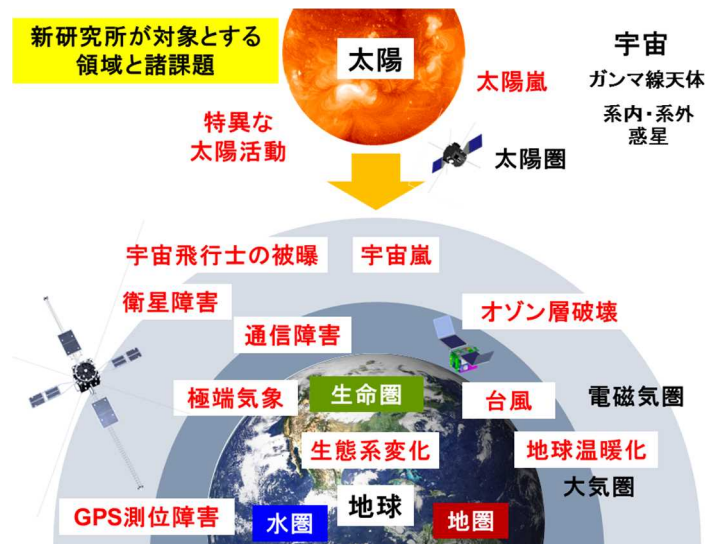 新研究所が対象とする
領域と諸課題
太陽
宇宙
ガンマ線天体
系内・系外
惑星
太陽嵐
特異な
太陽活動
太陽圏
宇宙飛行士の被曝
宇宙嵐
衛星障害
オゾン層破壊
通信障害
極端気象
生命圏
台風
電磁気圏
生態系変化
地球温暖化
大気圏
GPS測位障害
水圏
地球
地圏